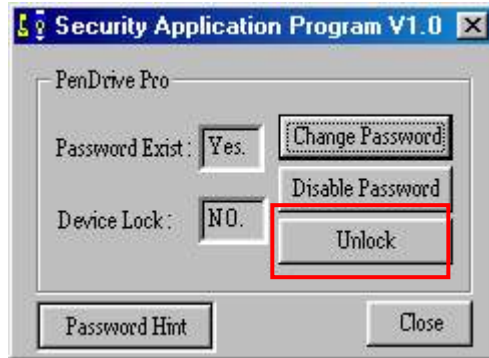 Security Application Program V1.0
PenDrive Pro
Password Exist: Yes.
Change Password
Disable Password
Device Lock: NO.
Unlock
Password Hint
Close